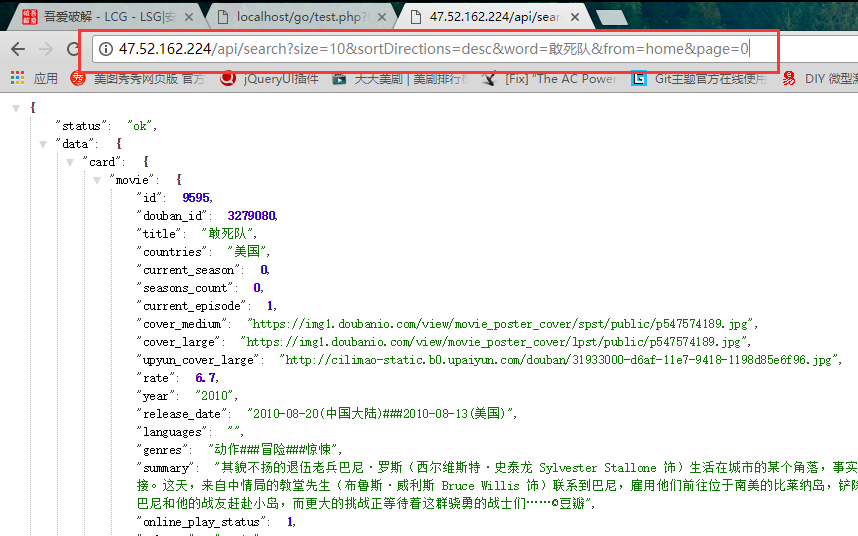 吾爱破解 - LCG - LSG|安
localhost/go/test.php?
47.52.162.224/api/sear
47.52.162.224/api/search?size=10&sortDirections=desc&word=敢死队&from=home&page=0
应用
美图秀秀网页版 官方
jQueryUI插件
天天美剧 | 美剧排行榜
[Fix] "The AC Power
Git主题官方在线使用
DIY 微型激
{
"status": "ok",
"data": {
"card": {
"movie": {
"id": 9595,
"douban_id": 3279080,
"title": "敢死队",
"countries": "美国",
"current_season": 0,
"seasons_count": 0,
"current_episode": 1,
"cover_medium": "https://img1.doubanio.com/view/movie_poster_cover/spst/public/p547574189.jpg",
"cover_large": "https://img1.doubanio.com/view/movie_poster_cover/lpst/public/p547574189.jpg",
"upyun_cover_large": "http://cilimao-static.b0.upaiyun.com/douban/31933000-d6af-11e7-9418-1198d85e6f96.jpg",
"rate": 6.7,
"year": "2010",
"release_date": "2010-08-20(中国大陆)###2010-08-13(美国)",
"languages": "",
"genres": "动作###冒险###惊悚",
"summary": "其貌不扬的退伍老兵巴尼·罗斯（西尔维斯特·史泰龙 Sylvester Stallone 饰）生活在城市的某个角落，事实
接。这天，来自中情局的教堂先生（布鲁斯·威利斯 Bruce Willis 饰）联系到巴尼，雇用他们前往位于南美的比莱纳岛，铲除
巴尼和他的战友赶赴小岛，而更大的挑战正等待着这群骁勇的战士们……©豆瓣",
"online_play_status": 1,